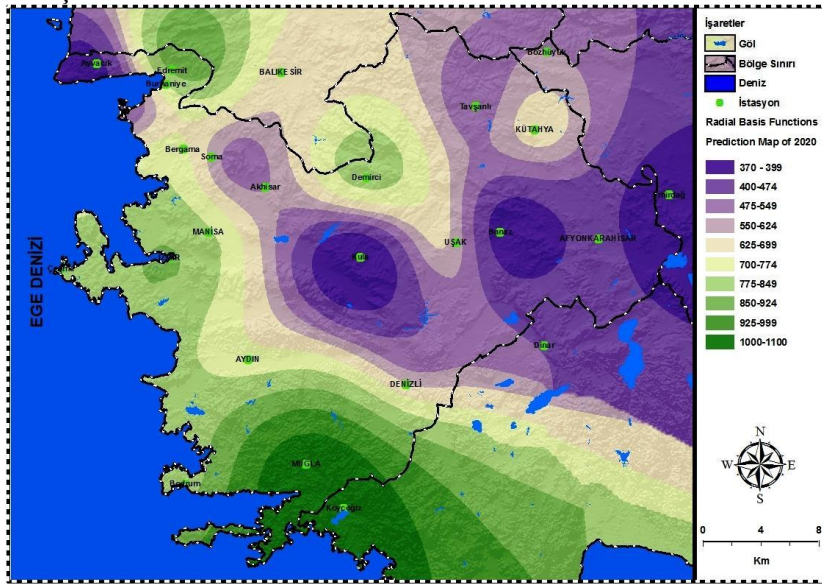 Ayvacık
Edremit
Burhaniye
BALIKESİR
Bozhüyük
Tavşanlı
KÜTAHYA
Bergama
Soma
Akhisar
Demirci
MANİSA
UŞAK
Banaz
AFYONKARAHİSAR
Kula
EGE DENİZİ
Dinar
AYDIN
DENİZLİ
MUĞLA
Bodrum
Köyceğiz
İşaretler
Göl
Bölge Sınırı
Deniz
İstasyon
Radial Basis Functions
Prediction Map of 2020
370 - 399
400-474
475-549
550-624
625-699
700-774
775-849
850-924
925-999
1000-1100
N
W E
S
0 4 8
Km